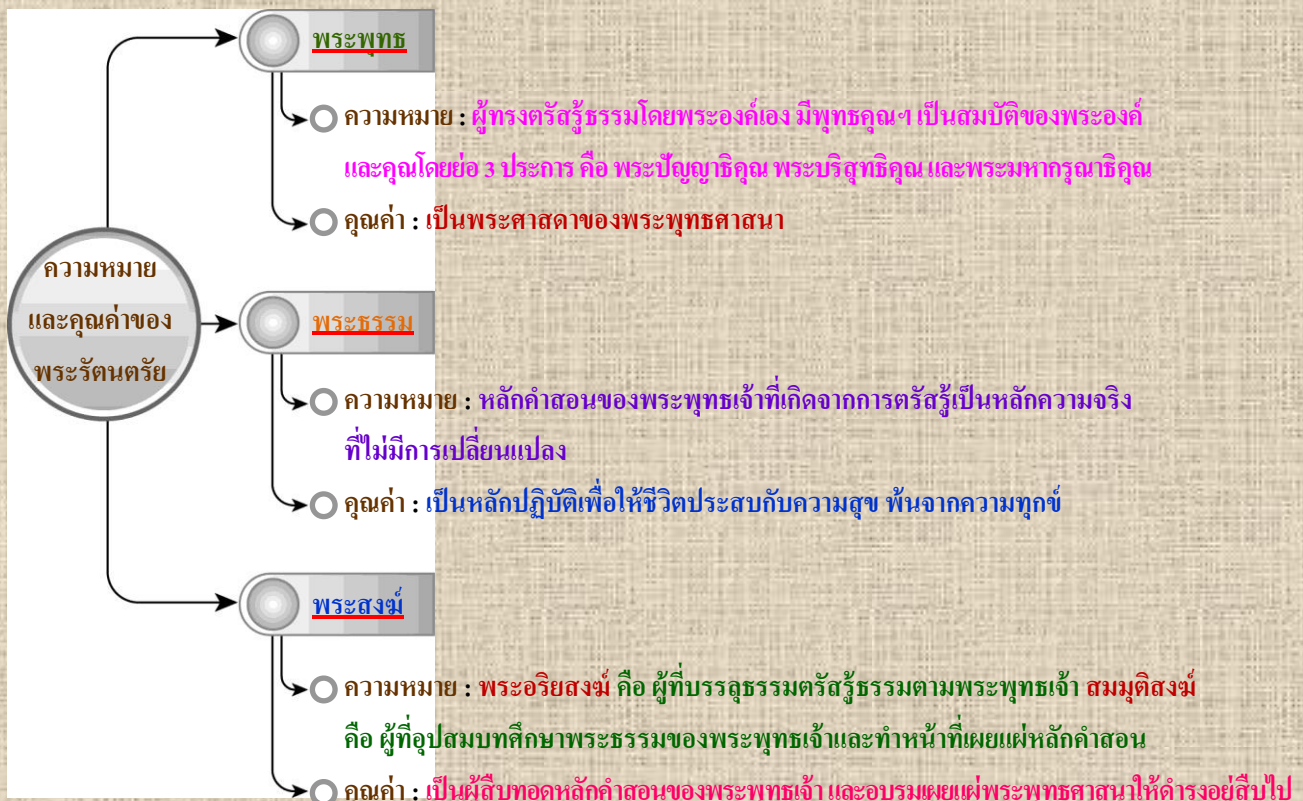 พระพุทธ
ความหมาย : ผู้ทรงตรัสรู้ธรรมโดยพระองค์เอง มีพุทธคุณ๙ เป็นสมบัติของพระองค์
และคุณโดยย่อ 3 ประการ คือ พระปัญญาธิคุณ พระบริสุทธิคุณ และพระมหากรุณาธิคุณ
คุณค่า : เป็นพระศาสดาของพระพุทธศาสนา
ความหมาย
และคุณค่าของ
พระรัตนตรัย
พระธรรม
ความหมาย : หลักคำสอนของพระพุทธเจ้าที่เกิดจากการตรัสรู้เป็นหลักความจริง
ที่ไม่มีการเปลี่ยนแปลง
คุณค่า : เป็นหลักปฏิบัติเพื่อให้ชีวิตประสบกับความสุข พ้นจากความทุกข์
พระสงฆ์
ความหมาย : พระอริยสงฆ์ คือ ผู้ที่บรรลุธรรมตรัสรู้ธรรมตามพระพุทธเจ้า สมมุติสงฆ์
คือ ผู้ที่อุปสมบทศึกษาพระธรรมของพระพุทธเจ้าและทำหน้าที่เผยแผ่หลักคำสอน
คุณค่า : เป็นผู้สืบทอดหลักคำสอนของพระพุทธเจ้า และอบรมเผยแผ่พระพุทธศาสนาให้ดำรงอยู่สืบไป